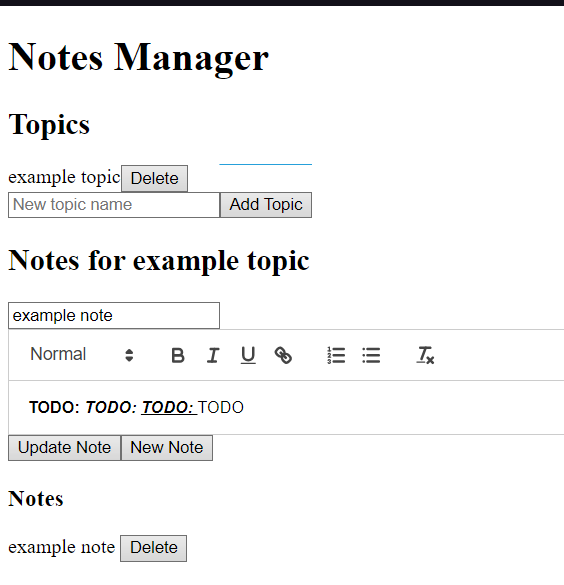 Notes Manager
Topics
example topic Delete
New topic name Add Topic
Notes for example topic
example note
Normal B I U
TODO: TODO: TODO: TODO
Update Note New Note
Notes
example note Delete